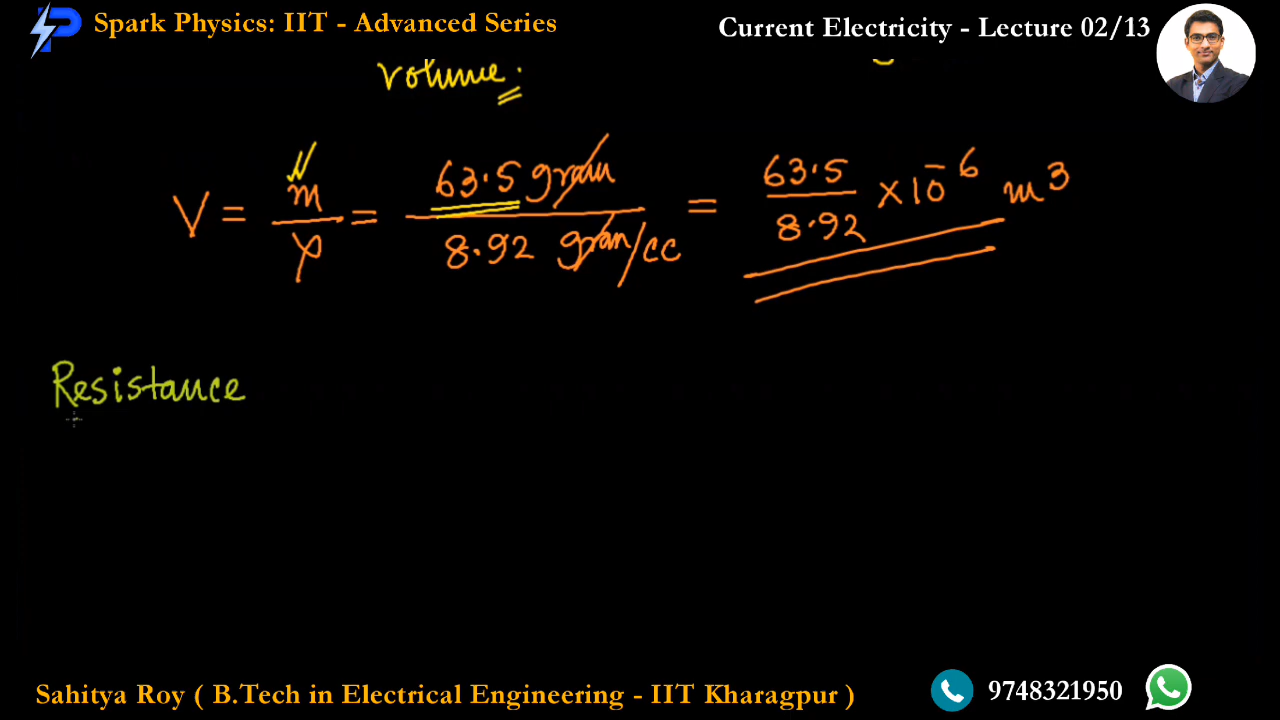 Spark Physics: IIT - Advanced Series
Current Electricity - Lecture 02/13
Volume.
V = m/ρ = 63.5 gram / 8.92 gram/cc = 63.5/8.92 × 10⁻⁶ m³
Resistance
Sahitya Roy ( B.Tech in Electrical Engineering - IIT Kharagpur )
9748321950